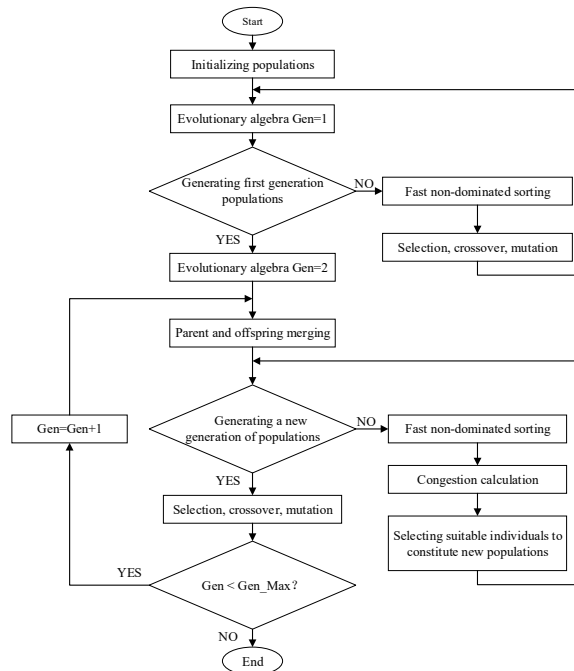 Start
Initializing populations
Evolutionary algebra Gen=1
Generating first generation
populations
NO
Fast non-dominated sorting
Selection, crossover, mutation
YES
Evolutionary algebra Gen=2
Parent and offspring merging
Gen=Gen+1
Generating a new
generation of populations
NO
Fast non-dominated sorting
Congestion calculation
Selecting suitable individuals to
constitute new populations
YES
Selection, crossover, mutation
YES
Gen < Gen_Max?
NO
End